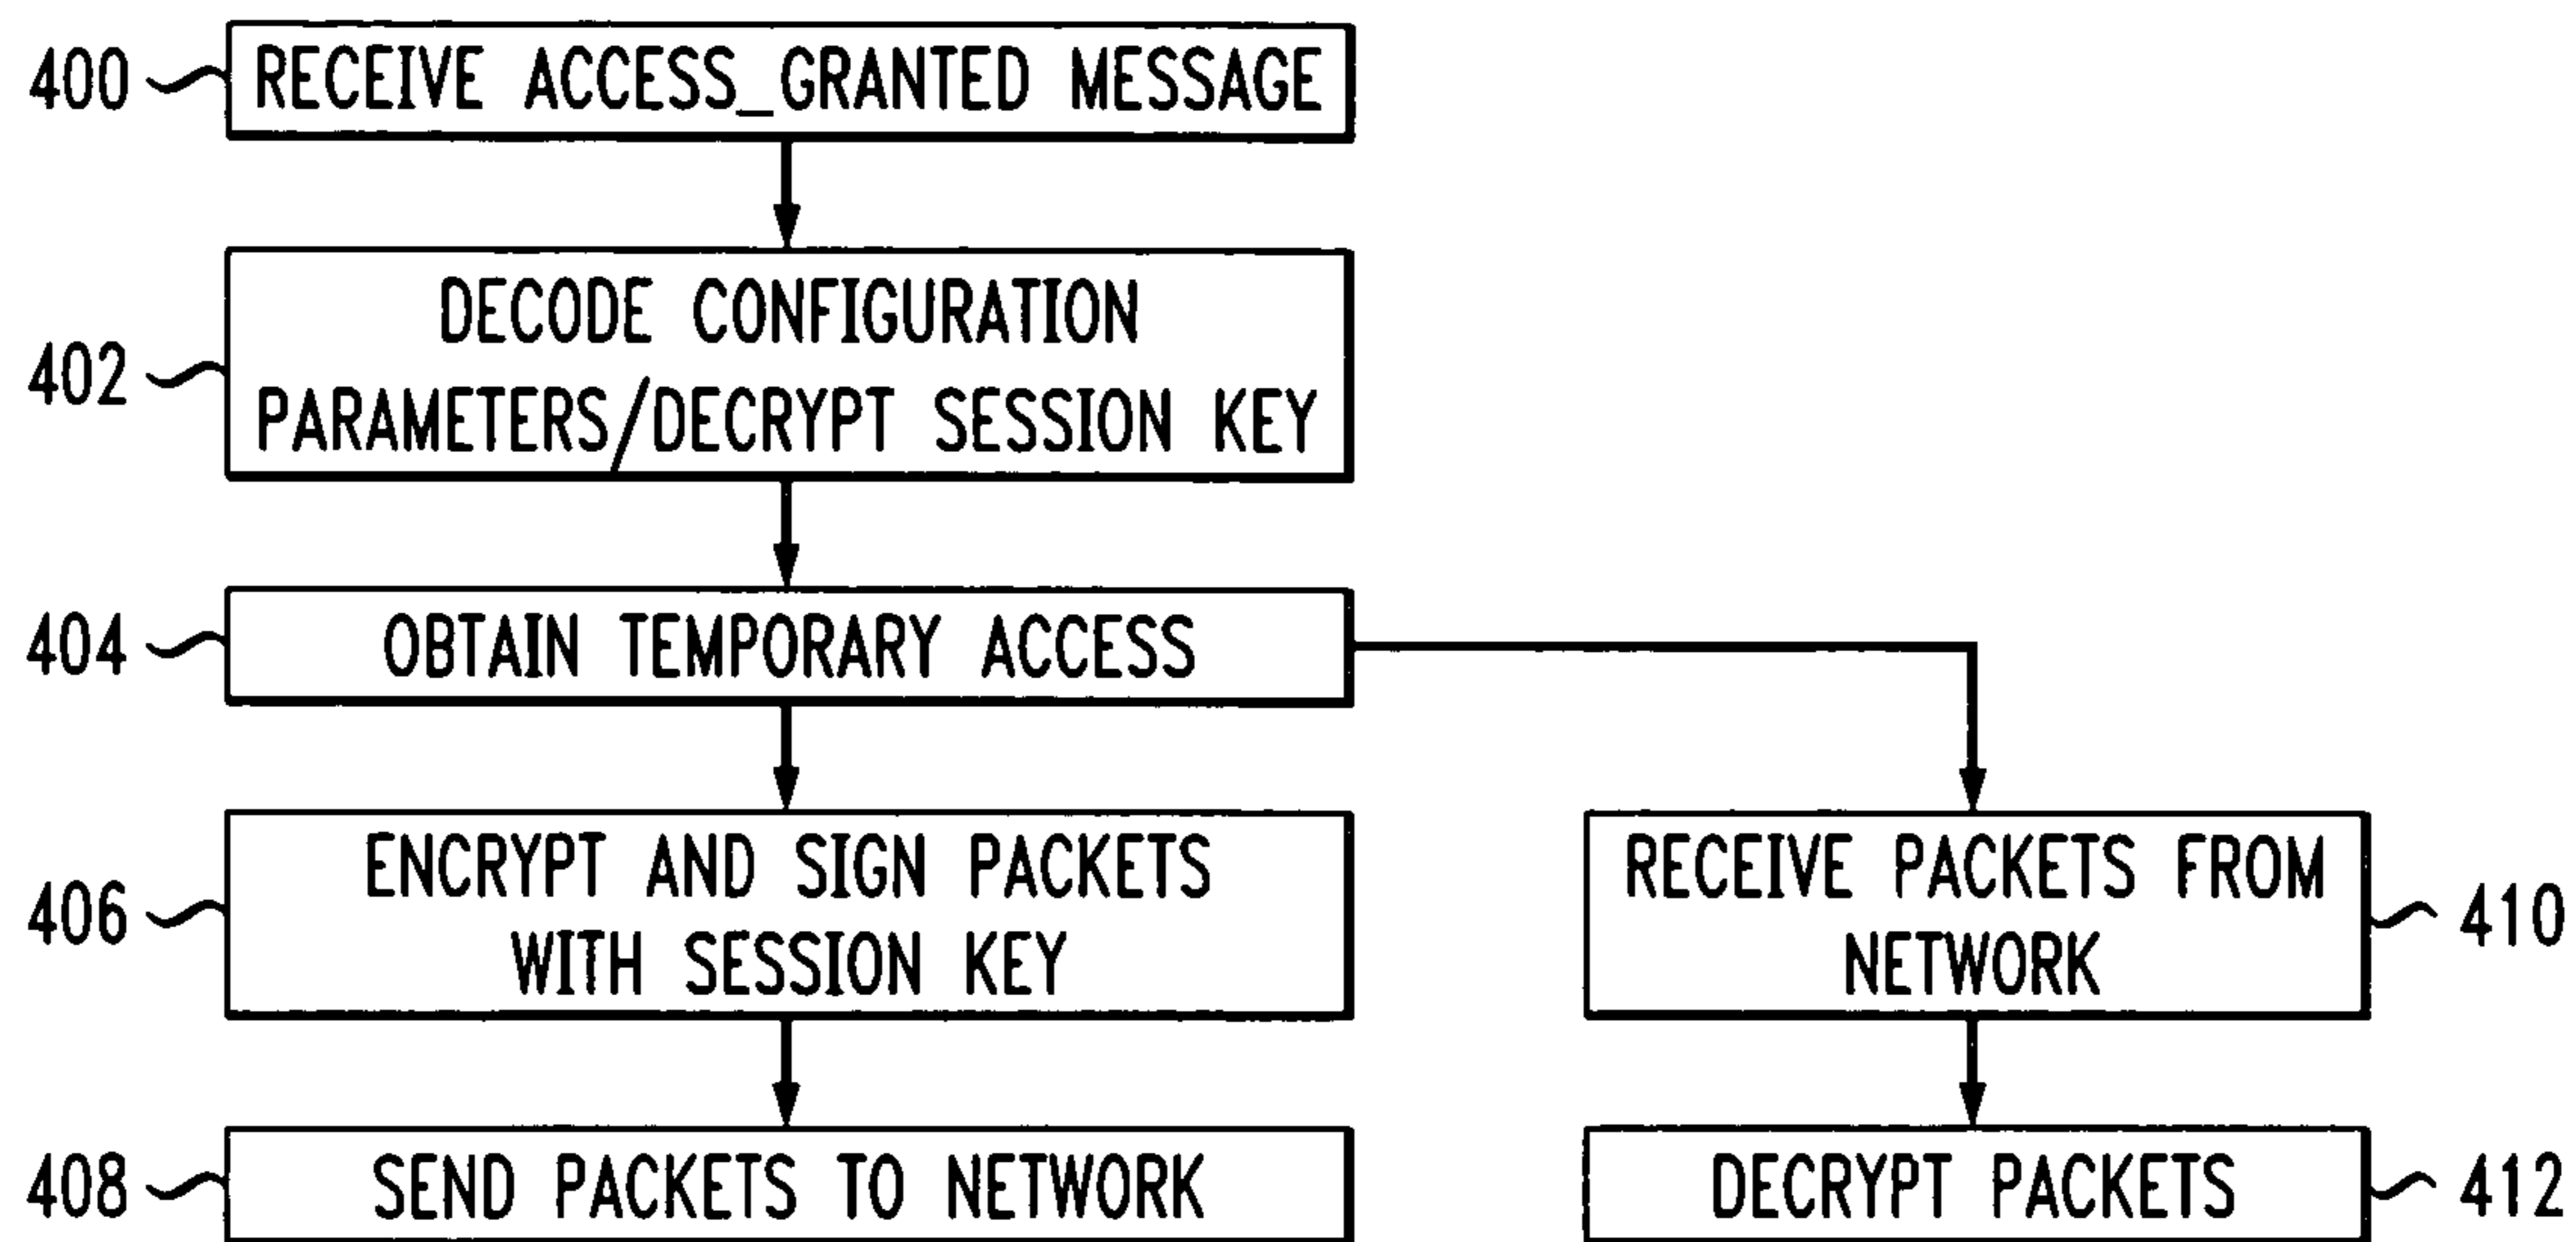 400
RECEIVE ACCESS_GRANTED MESSAGE
402
DECODE CONFIGURATION
PARAMETERS/DECRYPT SESSION KEY
404
OBTAIN TEMPORARY ACCESS
406
ENCRYPT AND SIGN PACKETS
WITH SESSION KEY
RECEIVE PACKETS FROM
NETWORK
410
408
SEND PACKETS TO NETWORK
DECRYPT PACKETS
412